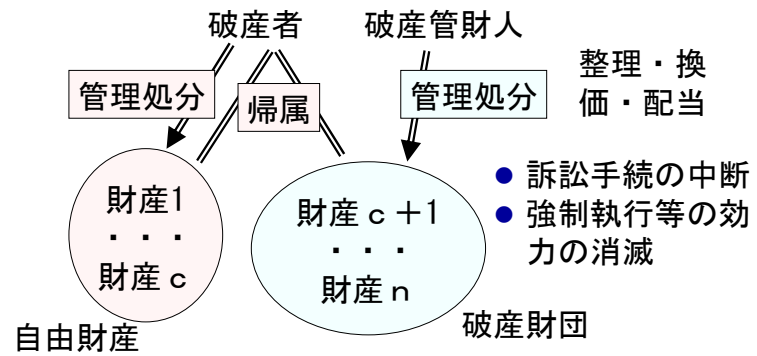 破産者
破産管財人
管理処分
帰属
管理処分
整理・換
価・配当
財産1
・・・
財産ｃ
財産ｃ+1
・・・
財産ｎ
● 訴訟手続の中断
● 強制執行等の効
力の消滅
自由財産
破産財団